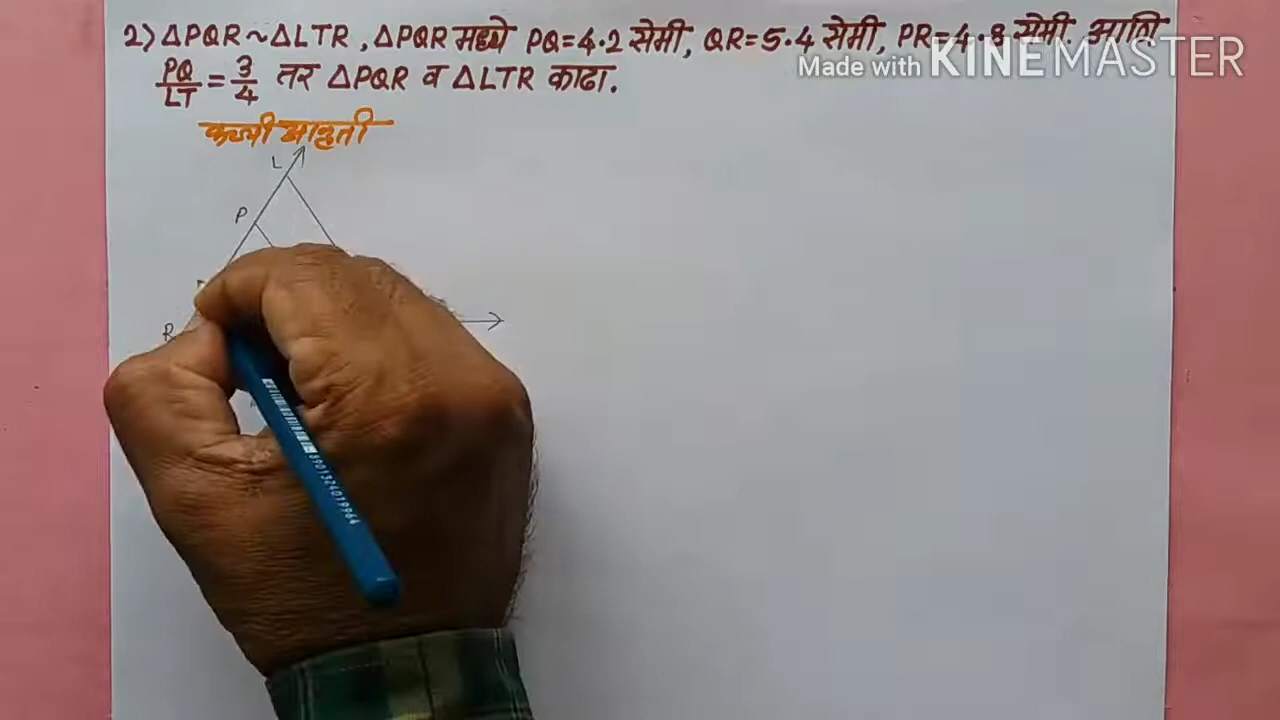 2) ΔPQR ~ ΔLTR , ΔPQR मध्ये PQ = 4.2 सेमी, QR = 5.4 सेमी, PR = 4.8 सेमी, आणि
PQ/LT = 3/4 तर ΔPQR व ΔLTR काढा.
Made with KINEMASTER
कच्ची आकृती
L
P
R
8901324019964